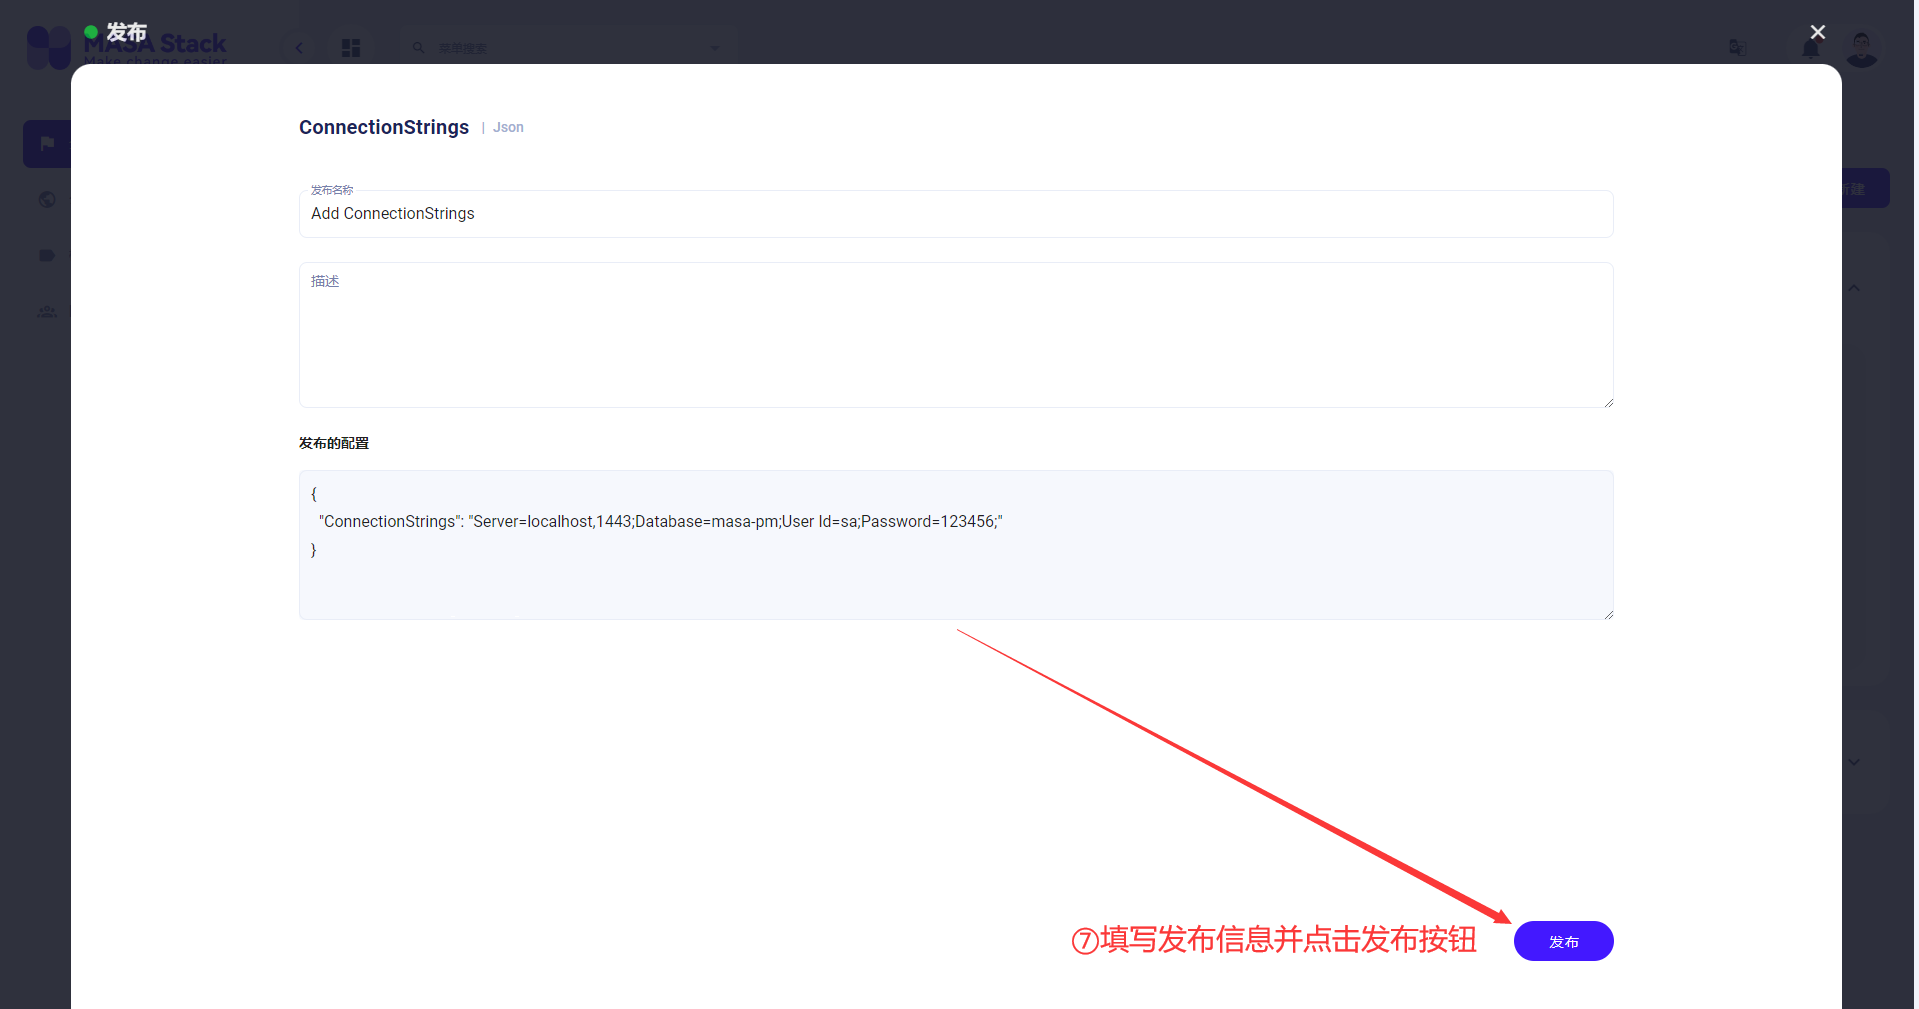 发布
MASA Stack
Make change easier
菜单搜索
新建
ConnectionStrings | Json
发布名称
Add ConnectionStrings
描述
发布的配置
{
"ConnectionStrings": "Server=localhost,1443;Database=masa-pm;User Id=sa;Password=123456;"
}
⑦填写发布信息并点击发布按钮
发布